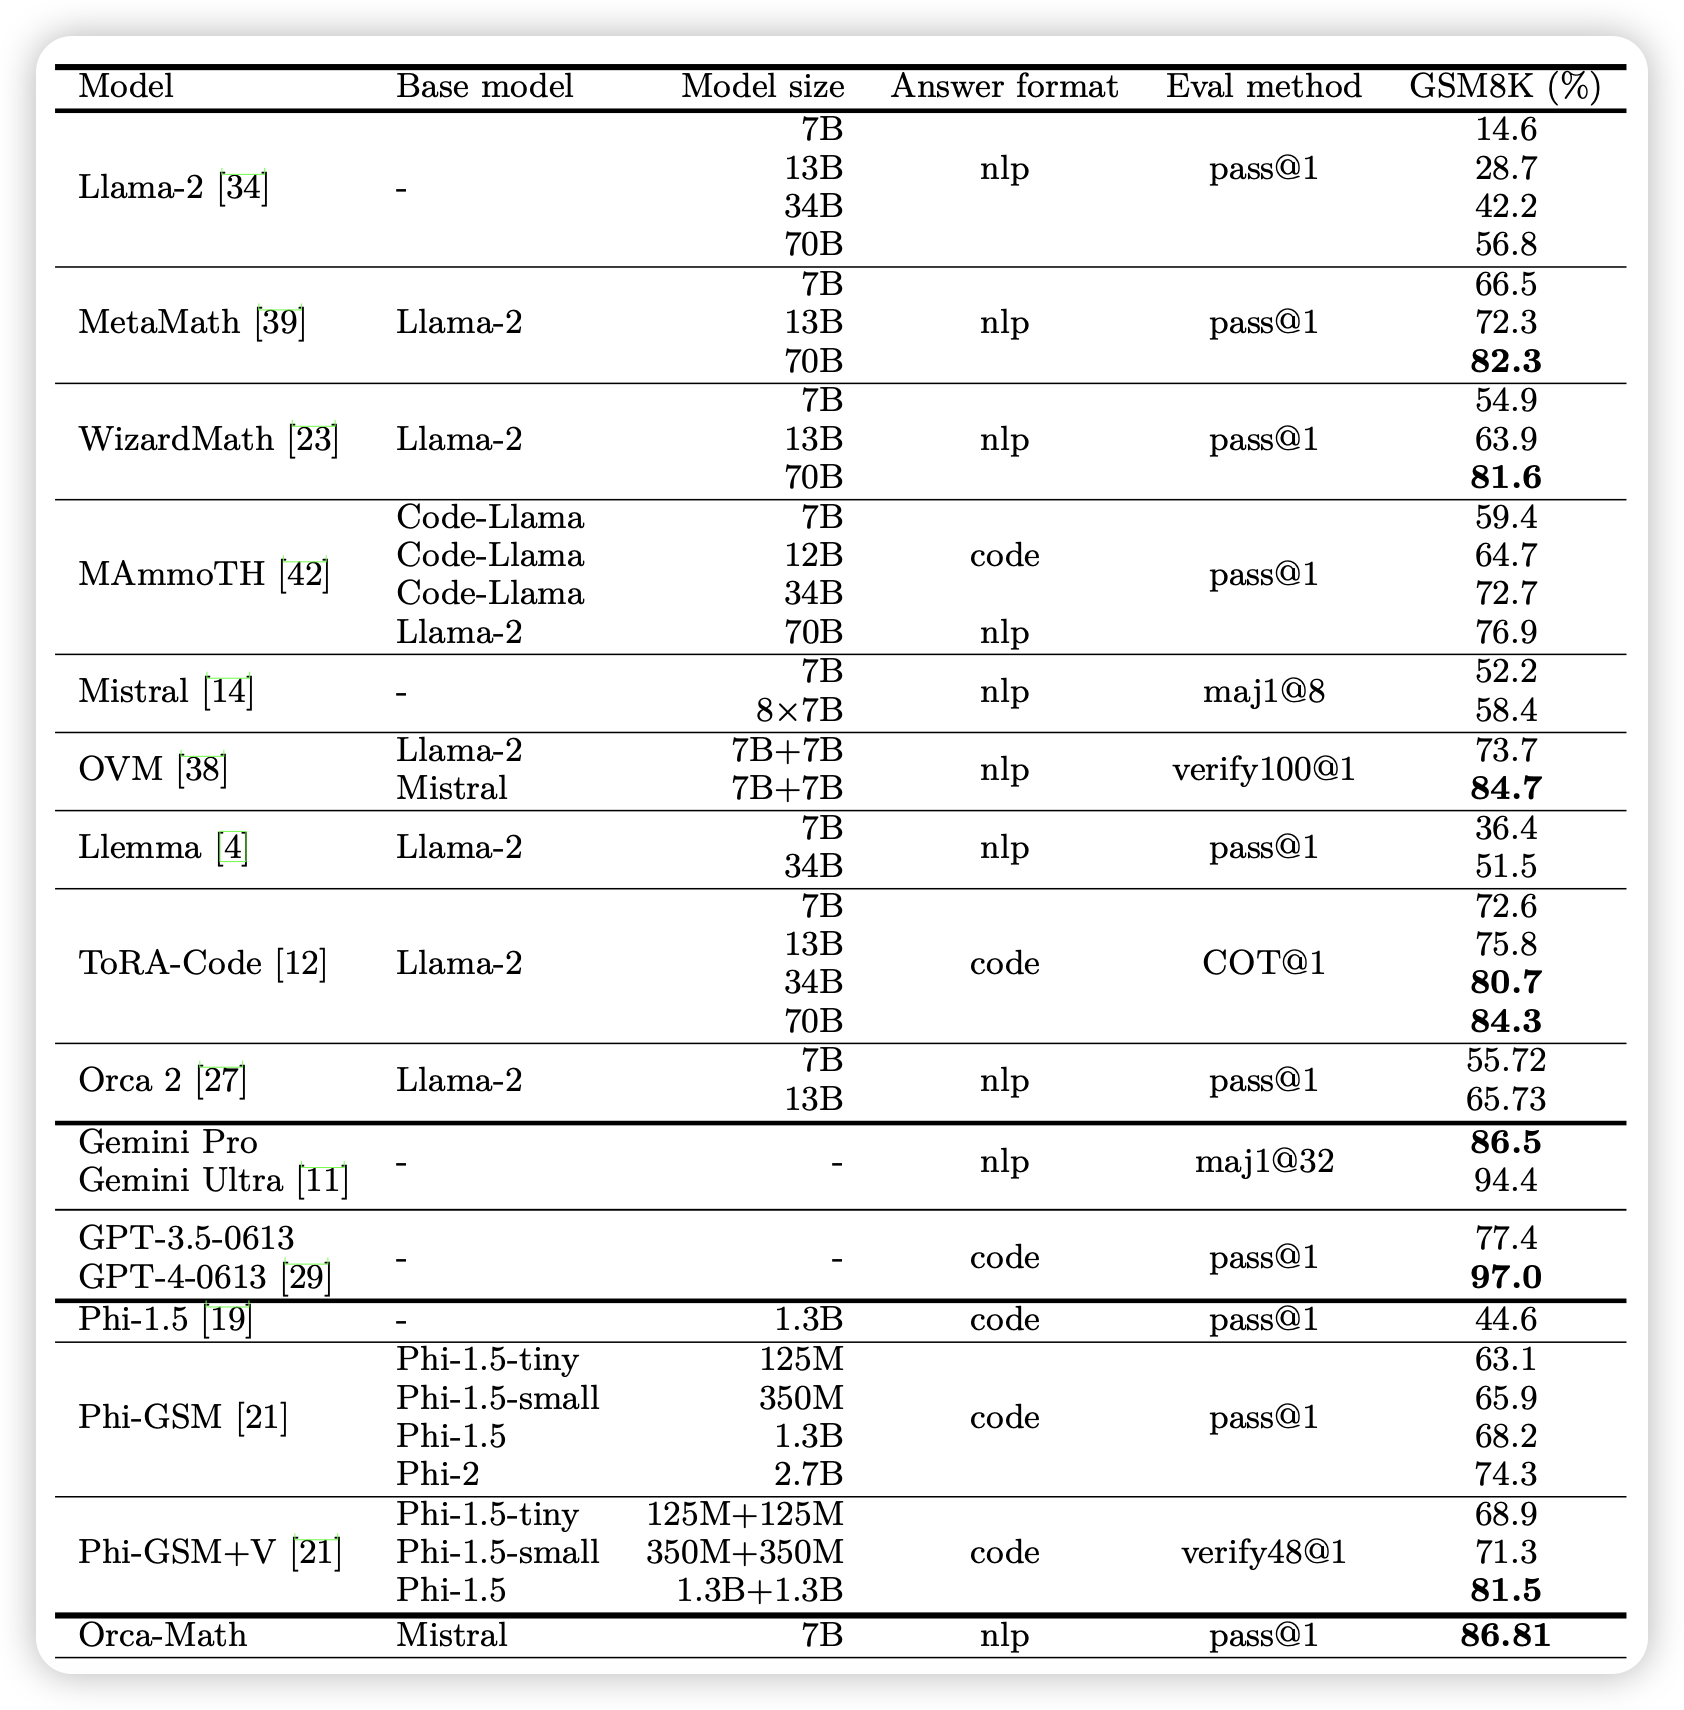 Model Base model Model size Answer format Eval method GSM8K (%)
Llama-2 [34] - 7B nlp pass@1 14.6
13B 28.7
34B 42.2
70B 56.8
MetaMath [39] Llama-2 7B nlp pass@1 66.5
13B 72.3
70B 82.3
WizardMath [23] Llama-2 7B nlp pass@1 54.9
13B 63.9
70B 81.6
MAmmoTH [42] Code-Llama 7B code pass@1 59.4
Code-Llama 12B 64.7
Code-Llama 34B 72.7
Llama-2 70B nlp 76.9
Mistral [14] - 7B nlp maj1@8 52.2
8×7B 58.4
OVM [38] Llama-2 7B+7B nlp verify100@1 73.7
Mistral 7B+7B 84.7
Llemma [4] Llama-2 7B nlp pass@1 36.4
34B 51.5
ToRA-Code [12] Llama-2 7B code COT@1 72.6
13B 75.8
34B 80.7
70B 84.3
Orca 2 [27] Llama-2 7B nlp pass@1 55.72
13B 65.73
Gemini Pro - - nlp maj1@32 86.5
Gemini Ultra [11] 94.4
GPT-3.5-0613 - - code pass@1 77.4
GPT-4-0613 [29] 97.0
Phi-1.5 [19] - 1.3B code pass@1 44.6
Phi-GSM [21] Phi-1.5-tiny 125M code pass@1 63.1
Phi-1.5-small 350M 65.9
Phi-1.5 1.3B 68.2
Phi-2 2.7B 74.3
Phi-GSM+V [21] Phi-1.5-tiny 125M+125M code verify48@1 68.9
Phi-1.5-small 350M+350M 71.3
Phi-1.5 1.3B+1.3B 81.5
Orca-Math Mistral 7B nlp pass@1 86.81